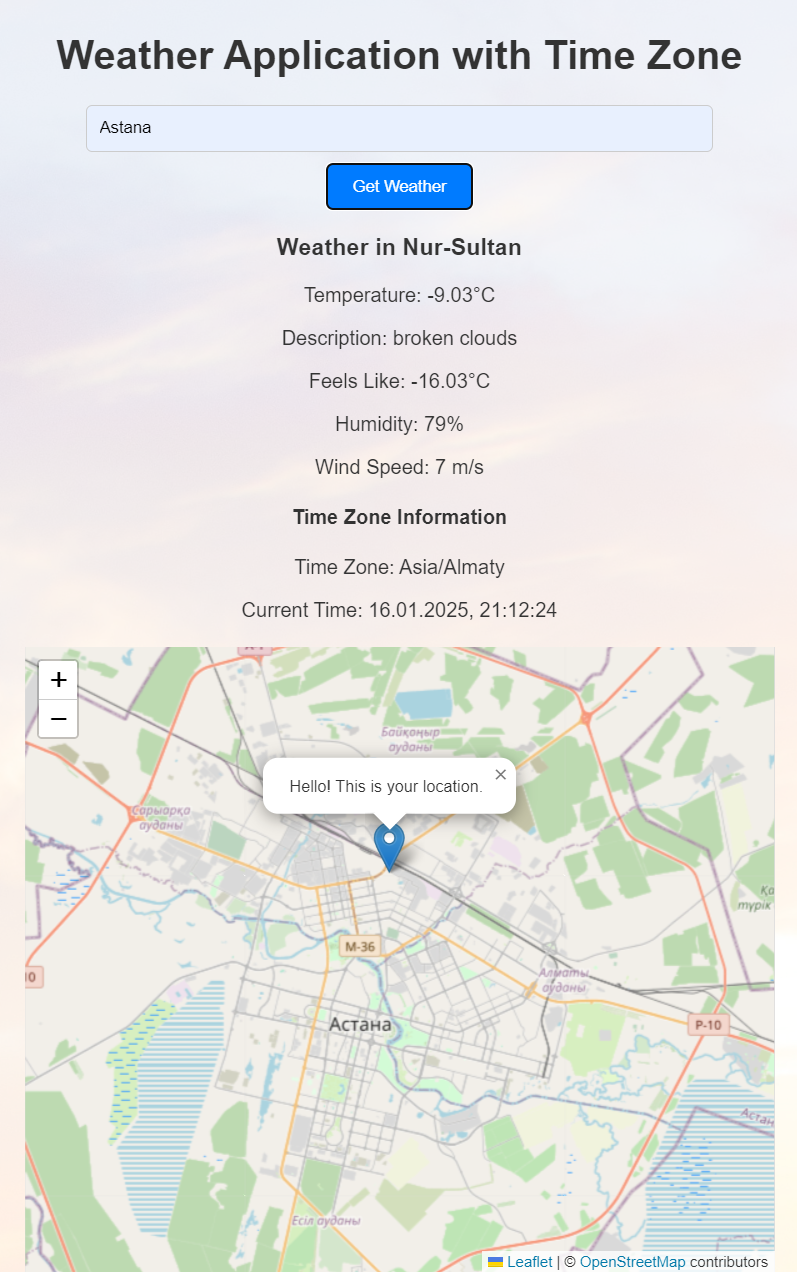 Weather Application with Time Zone
Astana
Get Weather
Weather in Nur-Sultan
Temperature: -9.03°C
Description: broken clouds
Feels Like: -16.03°C
Humidity: 79%
Wind Speed: 7 m/s
Time Zone Information
Time Zone: Asia/Almaty
Current Time: 16.01.2025, 21:12:24
+
−
Байқоңыр
ауданы
Hello! This is your location.
×
Сарыарқа
ауданы
түрік
М-36
Алматы
ауданы
Астана
Р-10
Есіл ауданы
Leaflet | © OpenStreetMap contributors